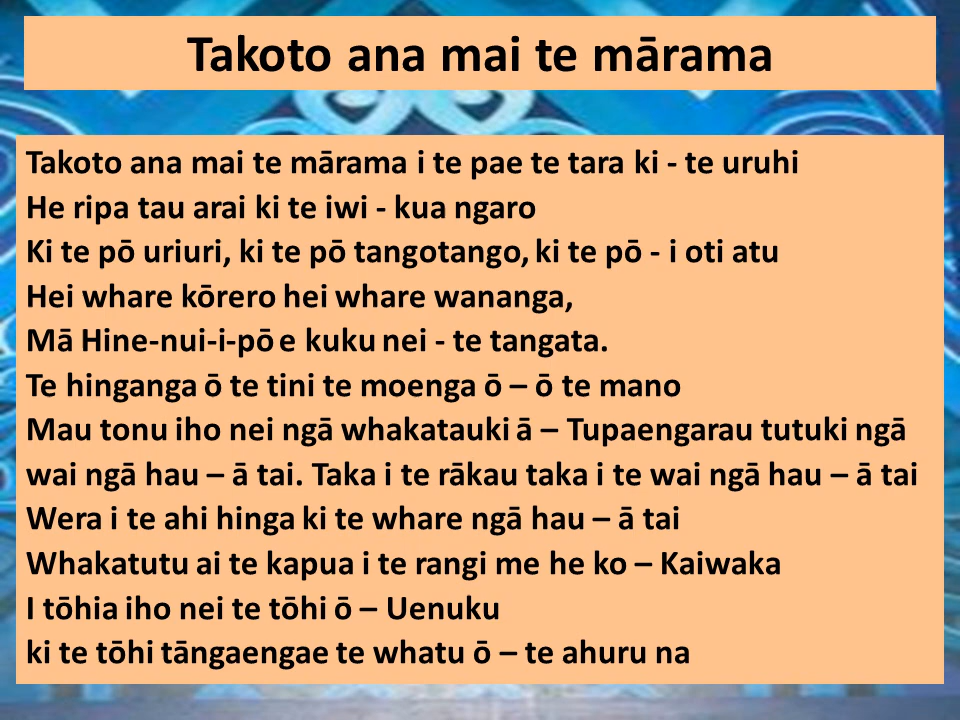 Takoto ana mai te mārama
Takoto ana mai te mārama i te pae te tara ki - te uruhi
He ripa tau arai ki te iwi - kua ngaro
Ki te pō uriuri, ki te pō tangotango, ki te pō - i oti atu
Hei whare kōrero hei whare wananga,
Mā Hine-nui-i-pō e kuku nei - te tangata.
Te hinganga ō te tini te moenga ō – ō te mano
Mau tonu iho nei ngā whakatauki ā – Tupaengarau tutuki ngā
wai ngā hau – ā tai. Taka i te rākau taka i te wai ngā hau – ā tai
Wera i te ahi hinga ki te whare ngā hau – ā tai
Whakatutu ai te kapua i te rangi me he ko – Kaiwaka
I tōhia iho nei te tōhi ō – Uenuku
ki te tōhi tāngaengae te whatu ō – te ahuru na